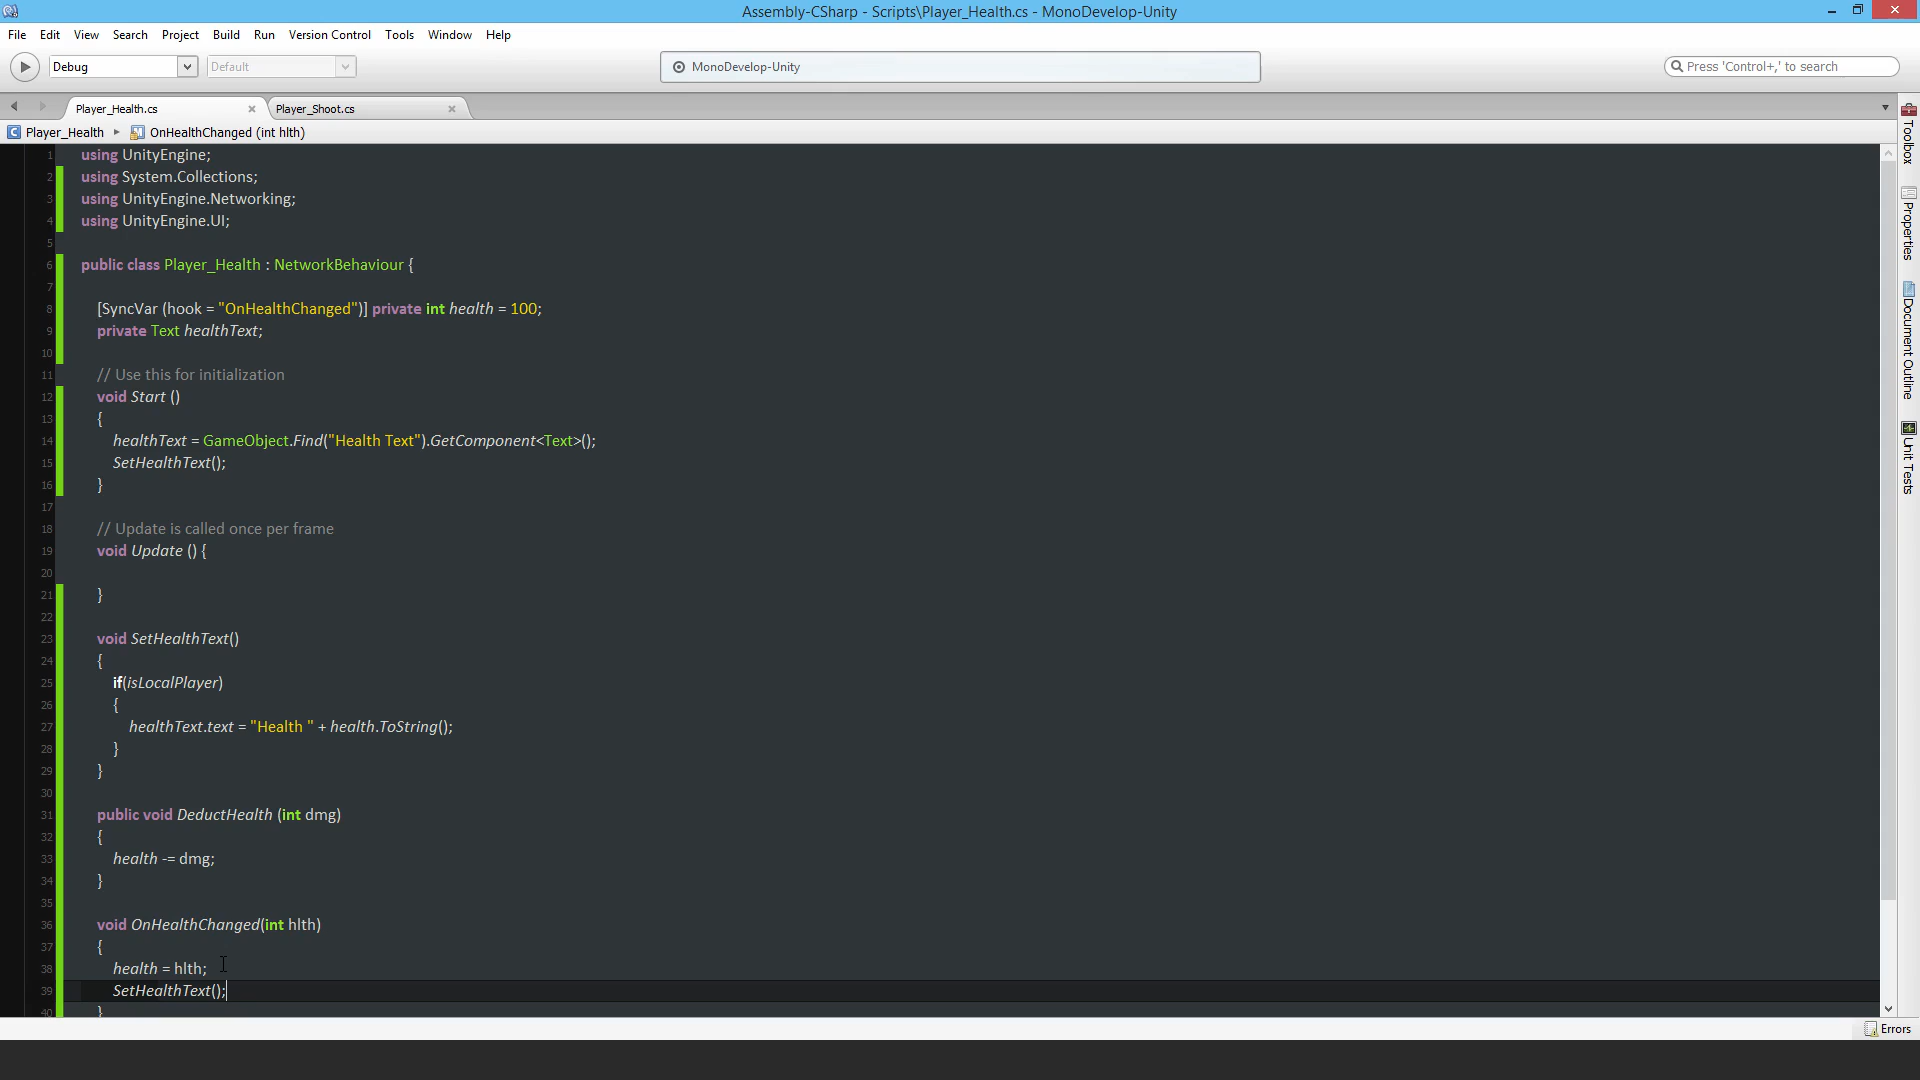 Assembly-CSharp - Scripts\Player_Health.cs - MonoDevelop-Unity
File Edit View Search Project Build Run Version Control Tools Window Help
Debug Default MonoDevelop-Unity Press 'Control+,' to search
Player_Health.cs Player_Shoot.cs
Player_Health OnHealthChanged (int hlth)
1 using UnityEngine;
2 using System.Collections;
3 using UnityEngine.Networking;
4 using UnityEngine.UI;
5
6 public class Player_Health : NetworkBehaviour {
7
8 [SyncVar (hook = "OnHealthChanged")] private int health = 100;
9 private Text healthText;
10
11 // Use this for initialization
12 void Start ()
13 {
14 healthText = GameObject.Find("Health Text").GetComponent<Text>();
15 SetHealthText();
16 }
17
18 // Update is called once per frame
19 void Update () {
20
21 }
22
23 void SetHealthText()
24 {
25 if(isLocalPlayer)
26 {
27 healthText.text = "Health " + health.ToString();
28 }
29 }
30
31 public void DeductHealth (int dmg)
32 {
33 health -= dmg;
34 }
35
36 void OnHealthChanged(int hlth)
37 {
38 health = hlth;
39 SetHealthText();
40 }
Toolbox
Properties
Document Outline
Unit Tests
Errors